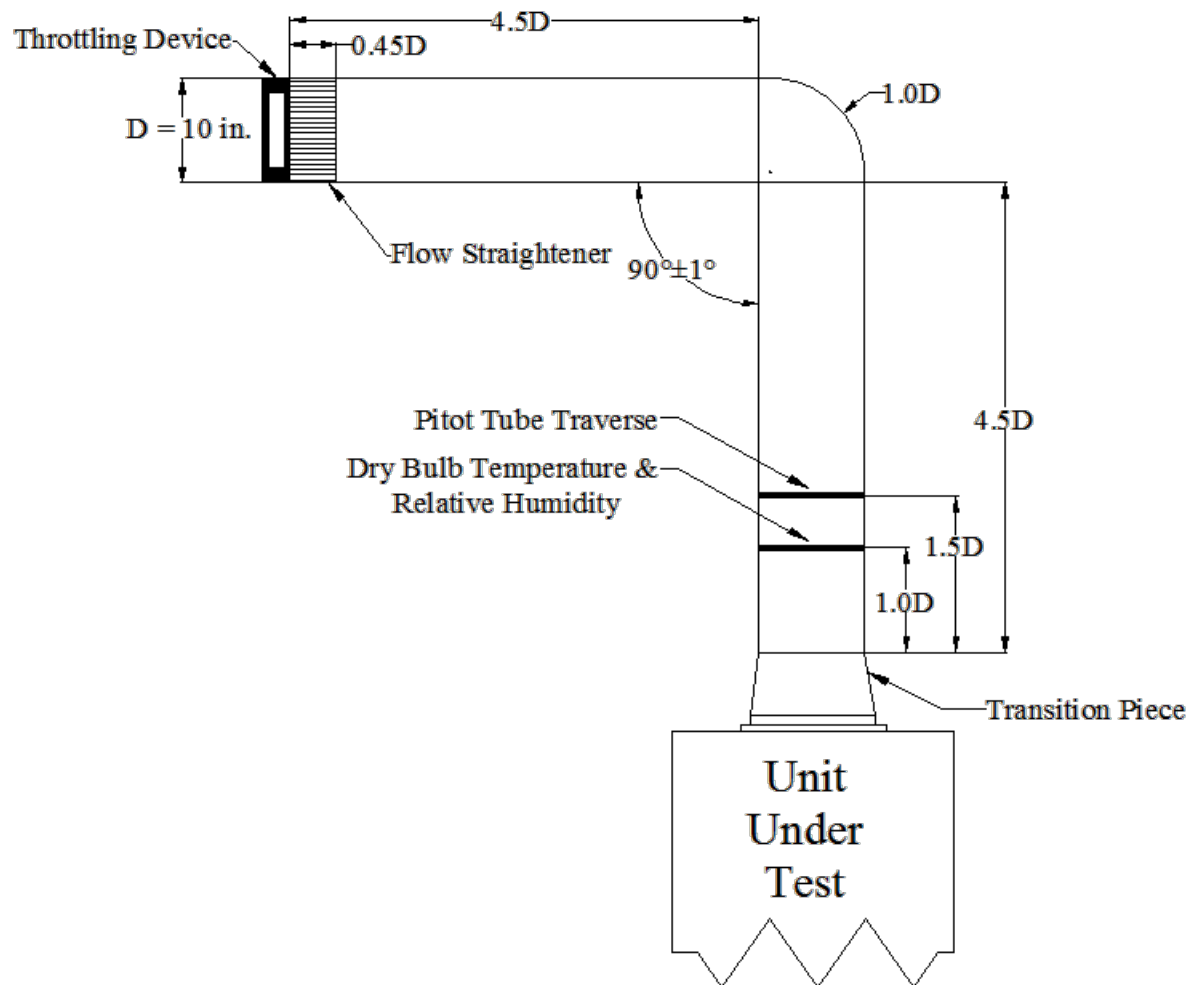 4.5D
Throttling Device
0.45D
1.0D
D = 10 in.
Flow Straightener
90°±1°
Pitot Tube Traverse
4.5D
Dry Bulb Temperature &
Relative Humidity
1.5D
1.0D
Transition Piece
Unit
Under
Test